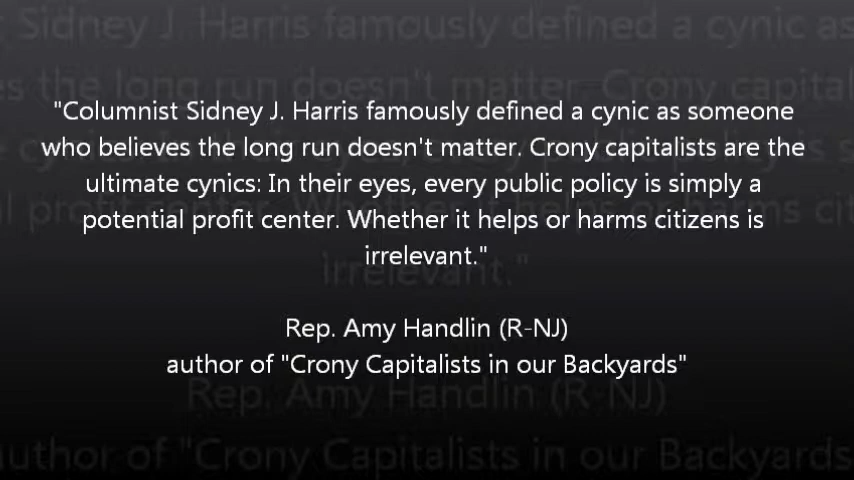 "Columnist Sidney J. Harris famously defined a cynic as someone
who believes the long run doesn't matter. Crony capitalists are the
ultimate cynics: In their eyes, every public policy is simply a
potential profit center. Whether it helps or harms citizens is
irrelevant."
Rep. Amy Handlin (R-NJ)
author of "Crony Capitalists in our Backyards"